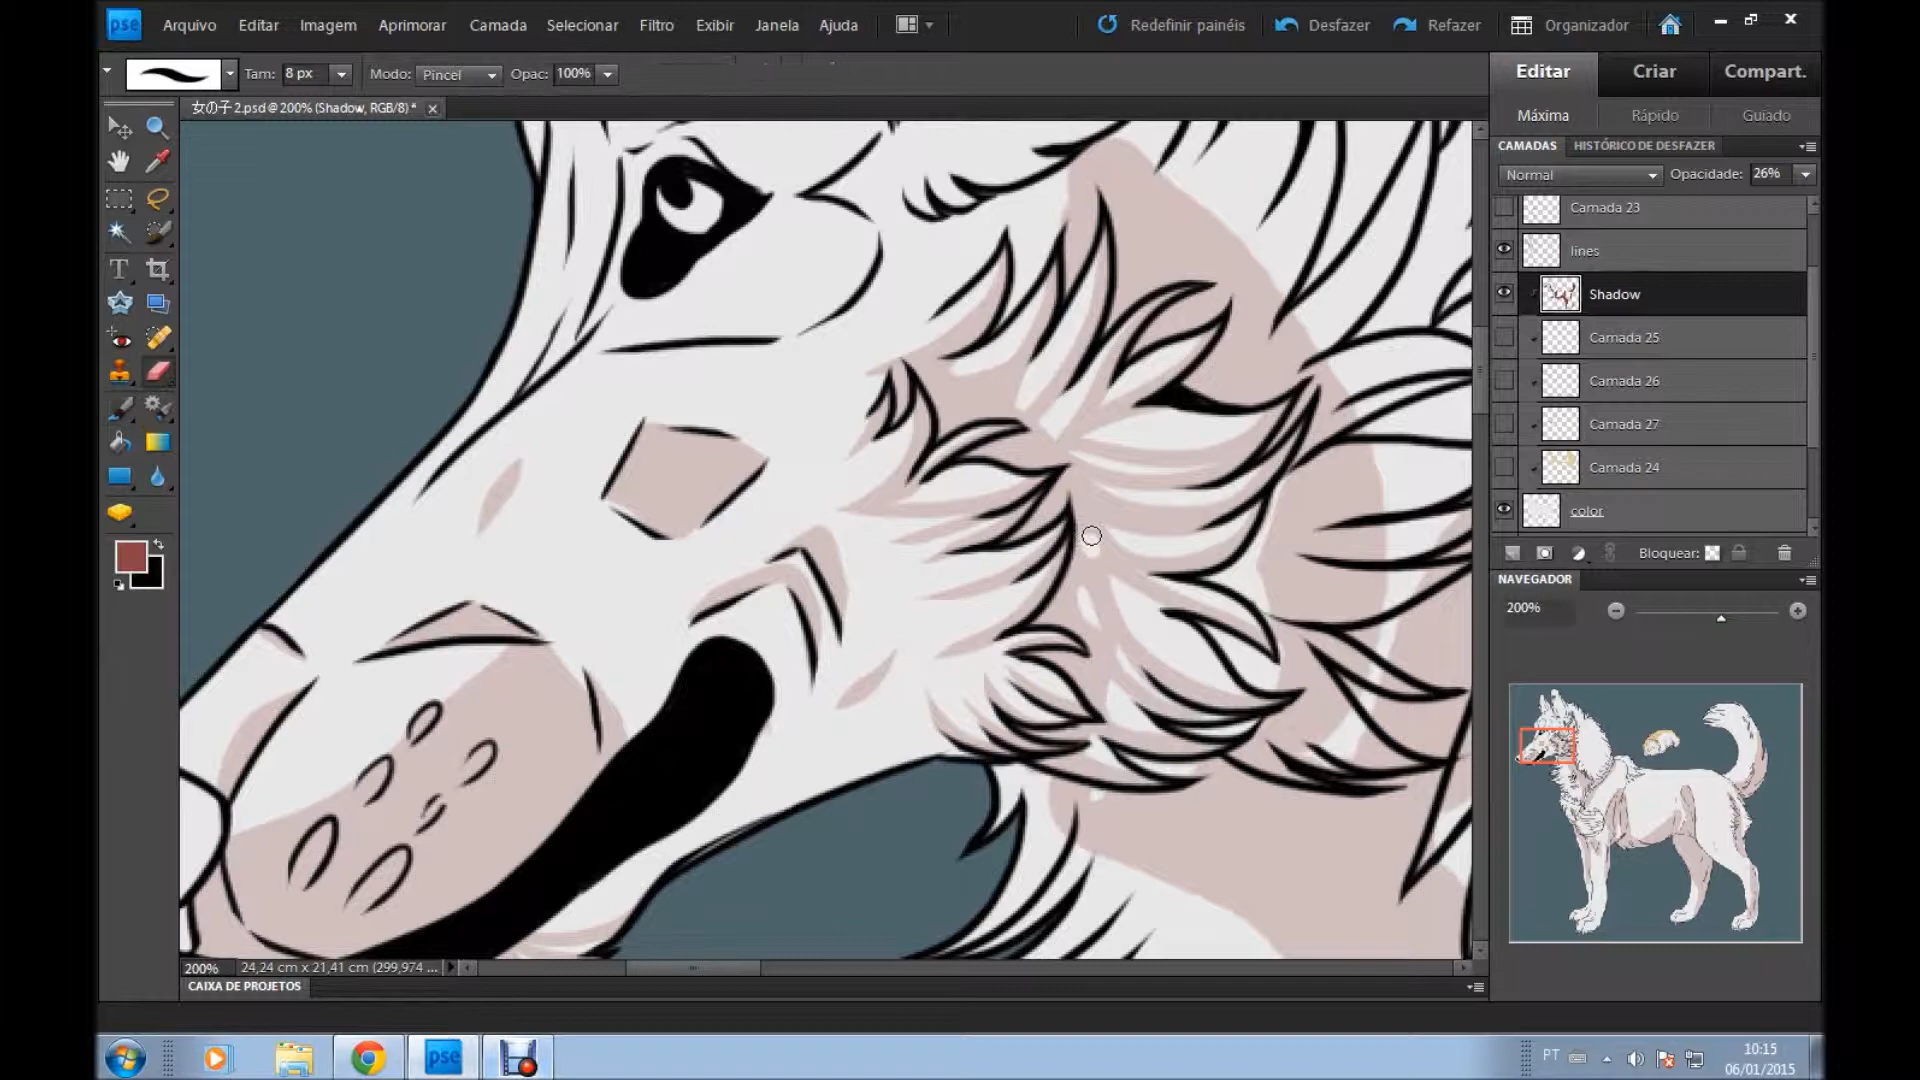 pse Arquivo Editar Imagem Aprimorar Camada Selecionar Filtro Exibir Janela Ajuda Redefinir painéis Desfazer Refazer Organizador
Tam: 8 px Modo: Pincel Opac: 100%
Editar Criar Compart.
Máxima Rápido Guiado
女の子2.psd @ 200% (Shadow, RGB/8) *
CAMADAS HISTÓRICO DE DESFAZER
Normal Opacidade: 26%
Camada 23
lines
Shadow
Camada 25
Camada 26
Camada 27
Camada 24
color
Bloquear:
NAVEGADOR
200%
200% 24,24 cm x 21,41 cm (299,974 ...
CAIXA DE PROJETOS
pse
PT
10:15
06/01/2015